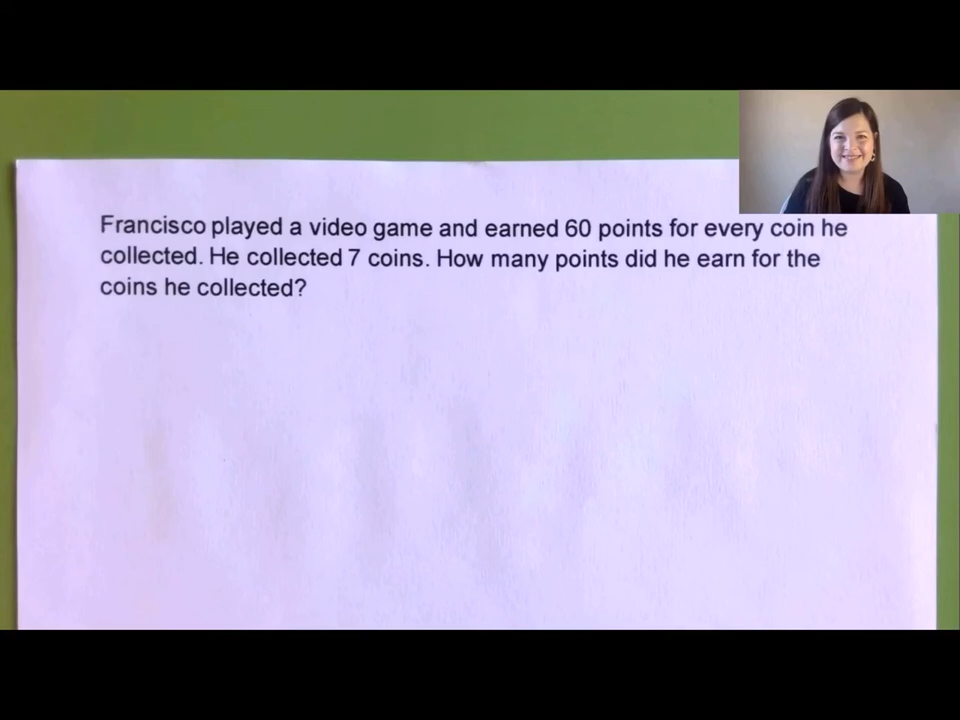 Francisco played a video game and earned 60 points for every coin he
collected. He collected 7 coins. How many points did he earn for the
coins he collected?